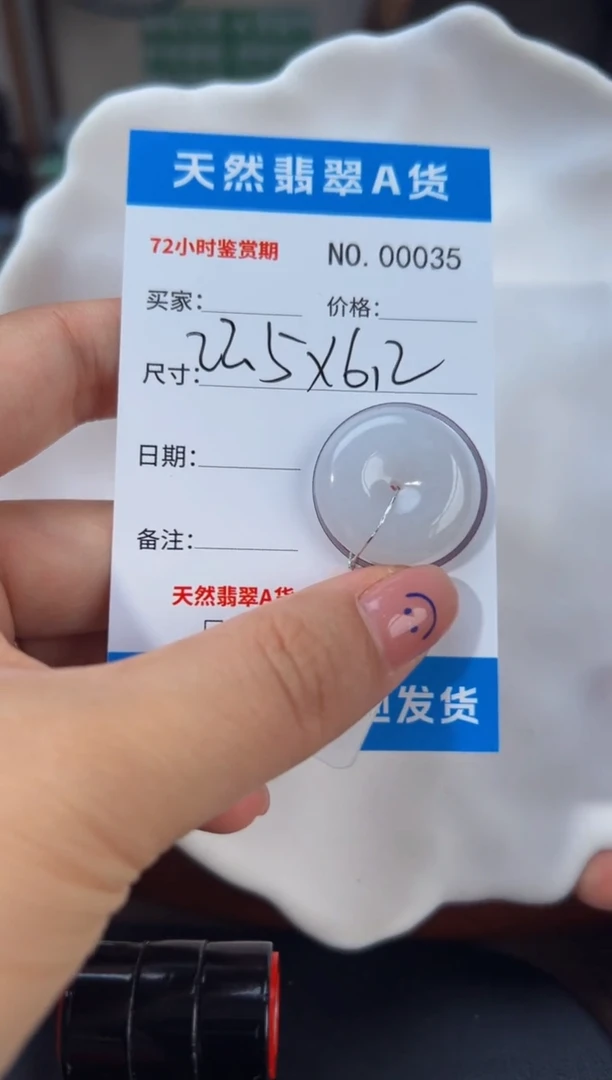 天然翡翠A货
72小时鉴赏期 NO. 00035
买家: 价格:
尺寸: 22.5X6,2
日期:
备注:
天然翡翠A货
发货